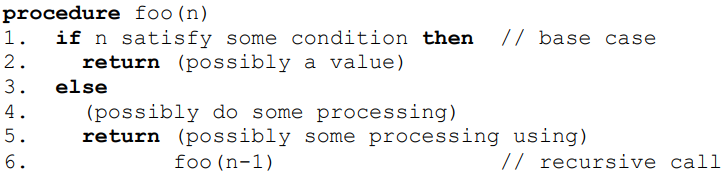 procedure foo(n)
1. if n satisfy some condition then // base case
2. return (possibly a value)
3. else
4. (possibly do some processing)
5. return (possibly some processing using)
6. foo(n-1) // recursive call